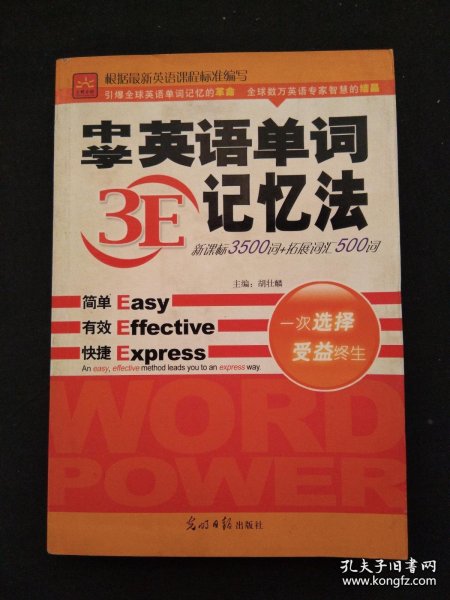 根据最新英语课程标准编写
引爆全球英语单词记忆的革命 全球数万英语专家智慧的结晶
中学英语单词
3E记忆法
新课标3500词+拓展词汇500词
主编：胡壮麟
简单 Easy
有效 Effective
快捷 Express
An easy, effective method leads you to an express way.
一次选择
受益终生
WORD
POWER
光明日报出版社
孔夫子旧书网
www.kongfz.com